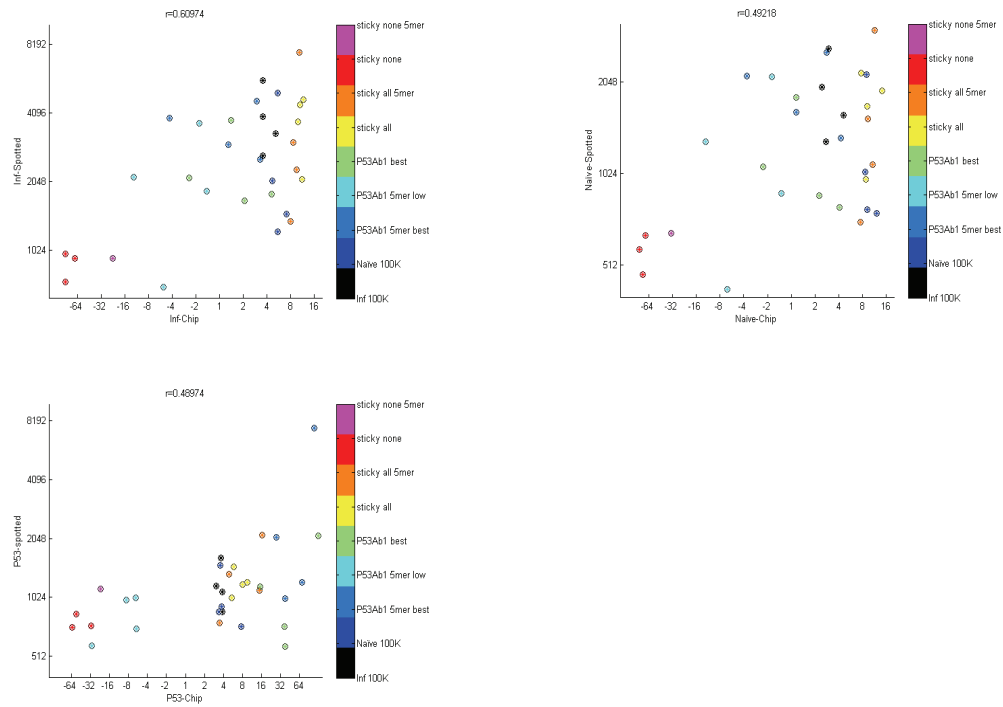 r=0.60974
8192
4096
2048
1024
Inf-Spotted
-64 -32 -16 -8 -4 -2 1 2 4 8 16
Inf-Chip
sticky none 5mer
sticky none
sticky all 5mer
sticky all
P53Ab1 best
P53Ab1 5mer low
P53Ab1 5mer best
Naïve 100K
Inf 100K
r=0.49218
2048
1024
512
Naive-Spotted
-64 -32 -16 -8 -4 -2 1 2 4 8 16
Naïve-Chip
sticky none 5mer
sticky none
sticky all 5mer
sticky all
P53Ab1 best
P53Ab1 5mer low
P53Ab1 5mer best
Naïve 100K
Inf 100K
r=0.48974
8192
4096
2048
1024
512
P53-spotted
-64 -32 -16 -8 -4 -2 1 2 4 8 16 32 64
P53-Chip
sticky none 5mer
sticky none
sticky all 5mer
sticky all
P53Ab1 best
P53Ab1 5mer low
P53Ab1 5mer best
Naïve 100K
Inf 100K